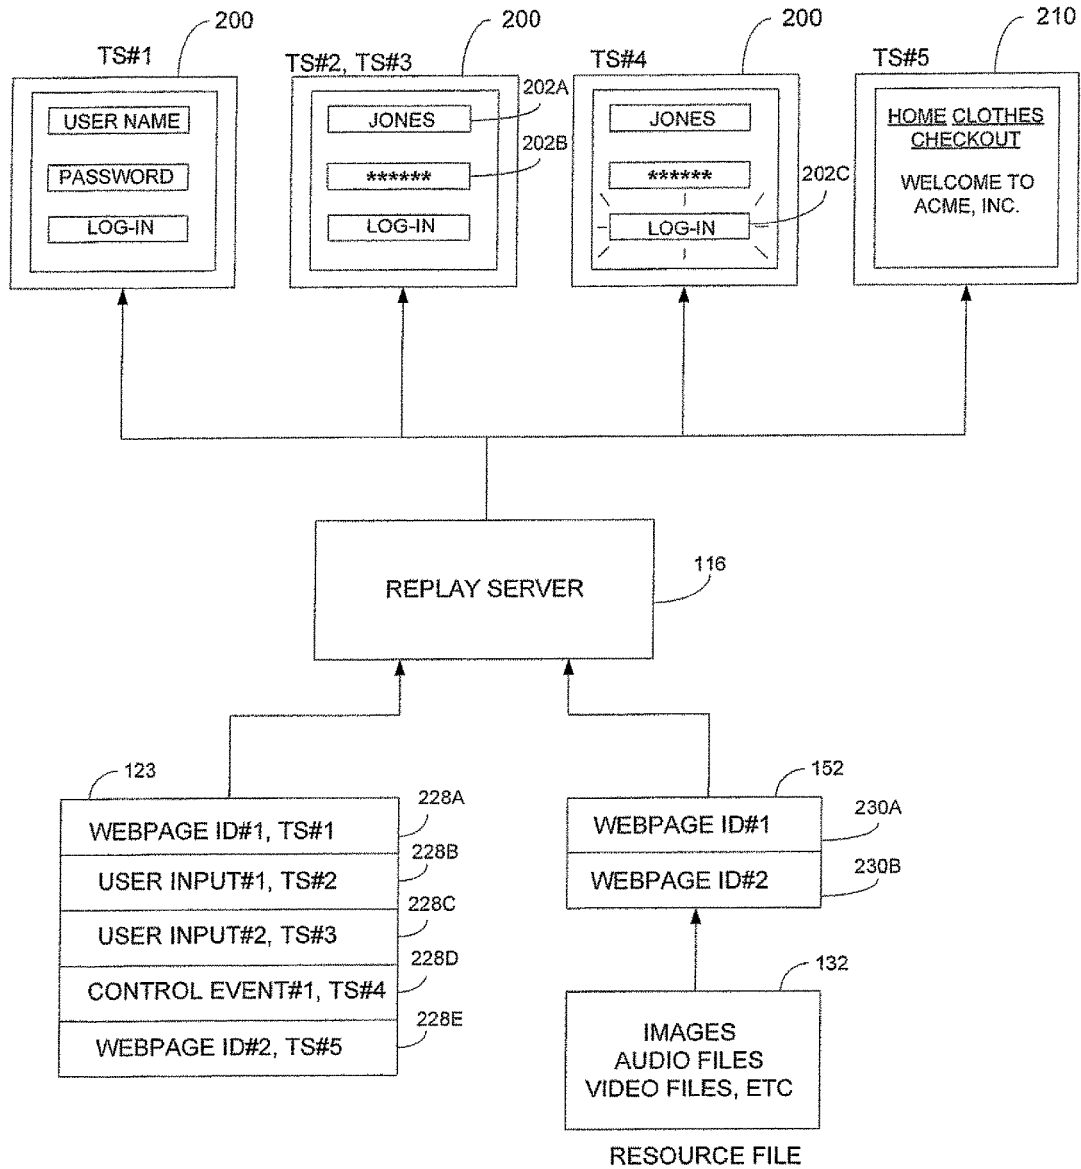 200
200
200
210
TS#1
TS#2, TS#3
TS#4
TS#5
USER NAME
PASSWORD
LOG-IN
202A
JONES
202B
******
LOG-IN
JONES
******
202C
LOG-IN
HOME CLOTHES
CHECKOUT
WELCOME TO
ACME, INC.
REPLAY SERVER
116
123
228A
WEBPAGE ID#1, TS#1
228B
USER INPUT#1, TS#2
228C
USER INPUT#2, TS#3
228D
CONTROL EVENT#1, TS#4
228E
WEBPAGE ID#2, TS#5
152
230A
WEBPAGE ID#1
230B
WEBPAGE ID#2
132
IMAGES
AUDIO FILES
VIDEO FILES, ETC
RESOURCE FILE